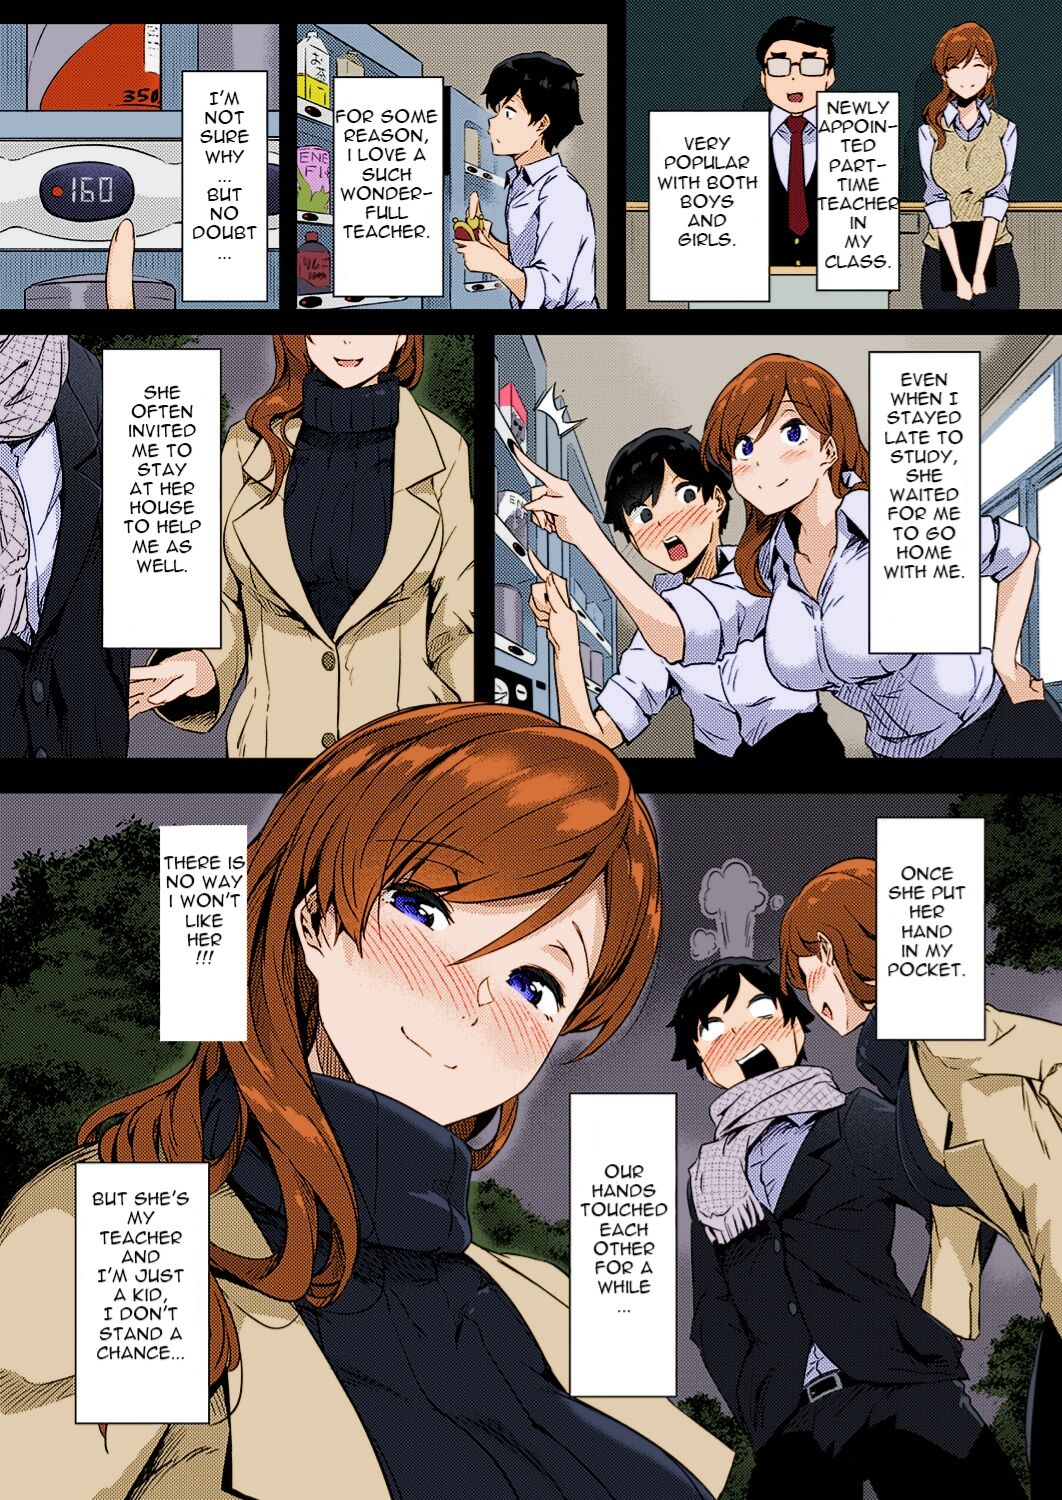 NEWLY
APPOIN-
TED
PART-
TIME
TEACHER
IN
MY
CLASS.
VERY
POPULAR
WITH BOTH
BOYS
AND
GIRLS.
お茶
ENE
FOR SOME
REASON,
I LOVE A
SUCH
WONDER-
FULL
TEACHER.
350
160
I'M
NOT
SURE
WHY
...
BUT NO
DOUBT
...
EVEN
WHEN I
STAYED
LATE TO
STUDY,
SHE
WAITED
FOR ME
TO GO
HOME
WITH ME.
SHE
OFTEN
INVITED
ME TO
STAY
AT HER
HOUSE
TO HELP
ME AS
WELL.
ONCE
SHE PUT
HER
HAND
IN MY
POCKET.
OUR
HANDS
TOUCHED
EACH
OTHER
FOR A
WHILE
...
THERE IS
NO WAY
I WON'T
LIKE
HER
!!!
BUT SHE'S
MY
TEACHER
AND
I'M JUST
A KID,
I DON'T
STAND A
CHANCE...